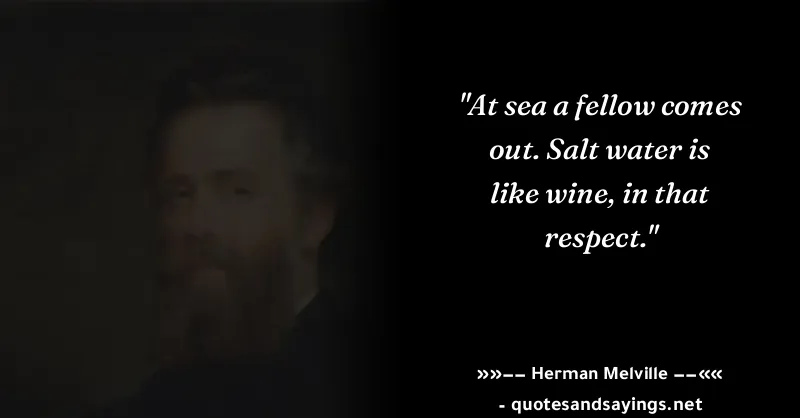 "At sea a fellow comes
out. Salt water is
like wine, in that
respect."
»»–– Herman Melville ––««
- quotesandsayings.net